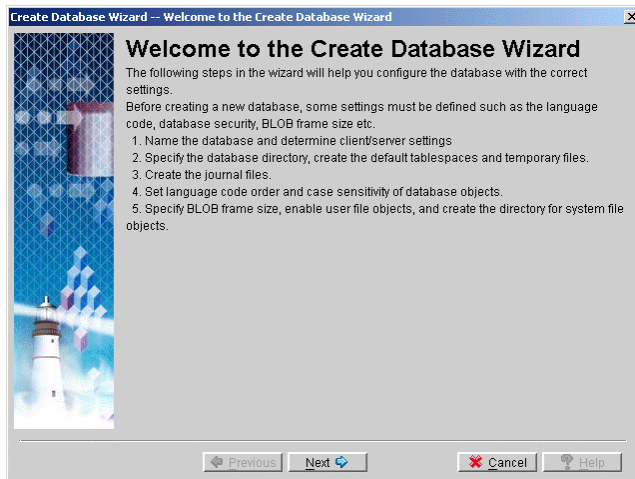 Create Database Wizard -- Welcome to the Create Database Wizard
Welcome to the Create Database Wizard
The following steps in the wizard will help you configure the database with the correct
settings.
Before creating a new database, some settings must be defined such as the language
code, database security, BLOB frame size etc.
1. Name the database and determine client/server settings
2. Specify the database directory, create the default tablespaces and temporary files.
3. Create the journal files.
4. Set language code order and case sensitivity of database objects.
5. Specify BLOB frame size, enable user file objects, and create the directory for system file
objects.
Previous Next Cancel Help